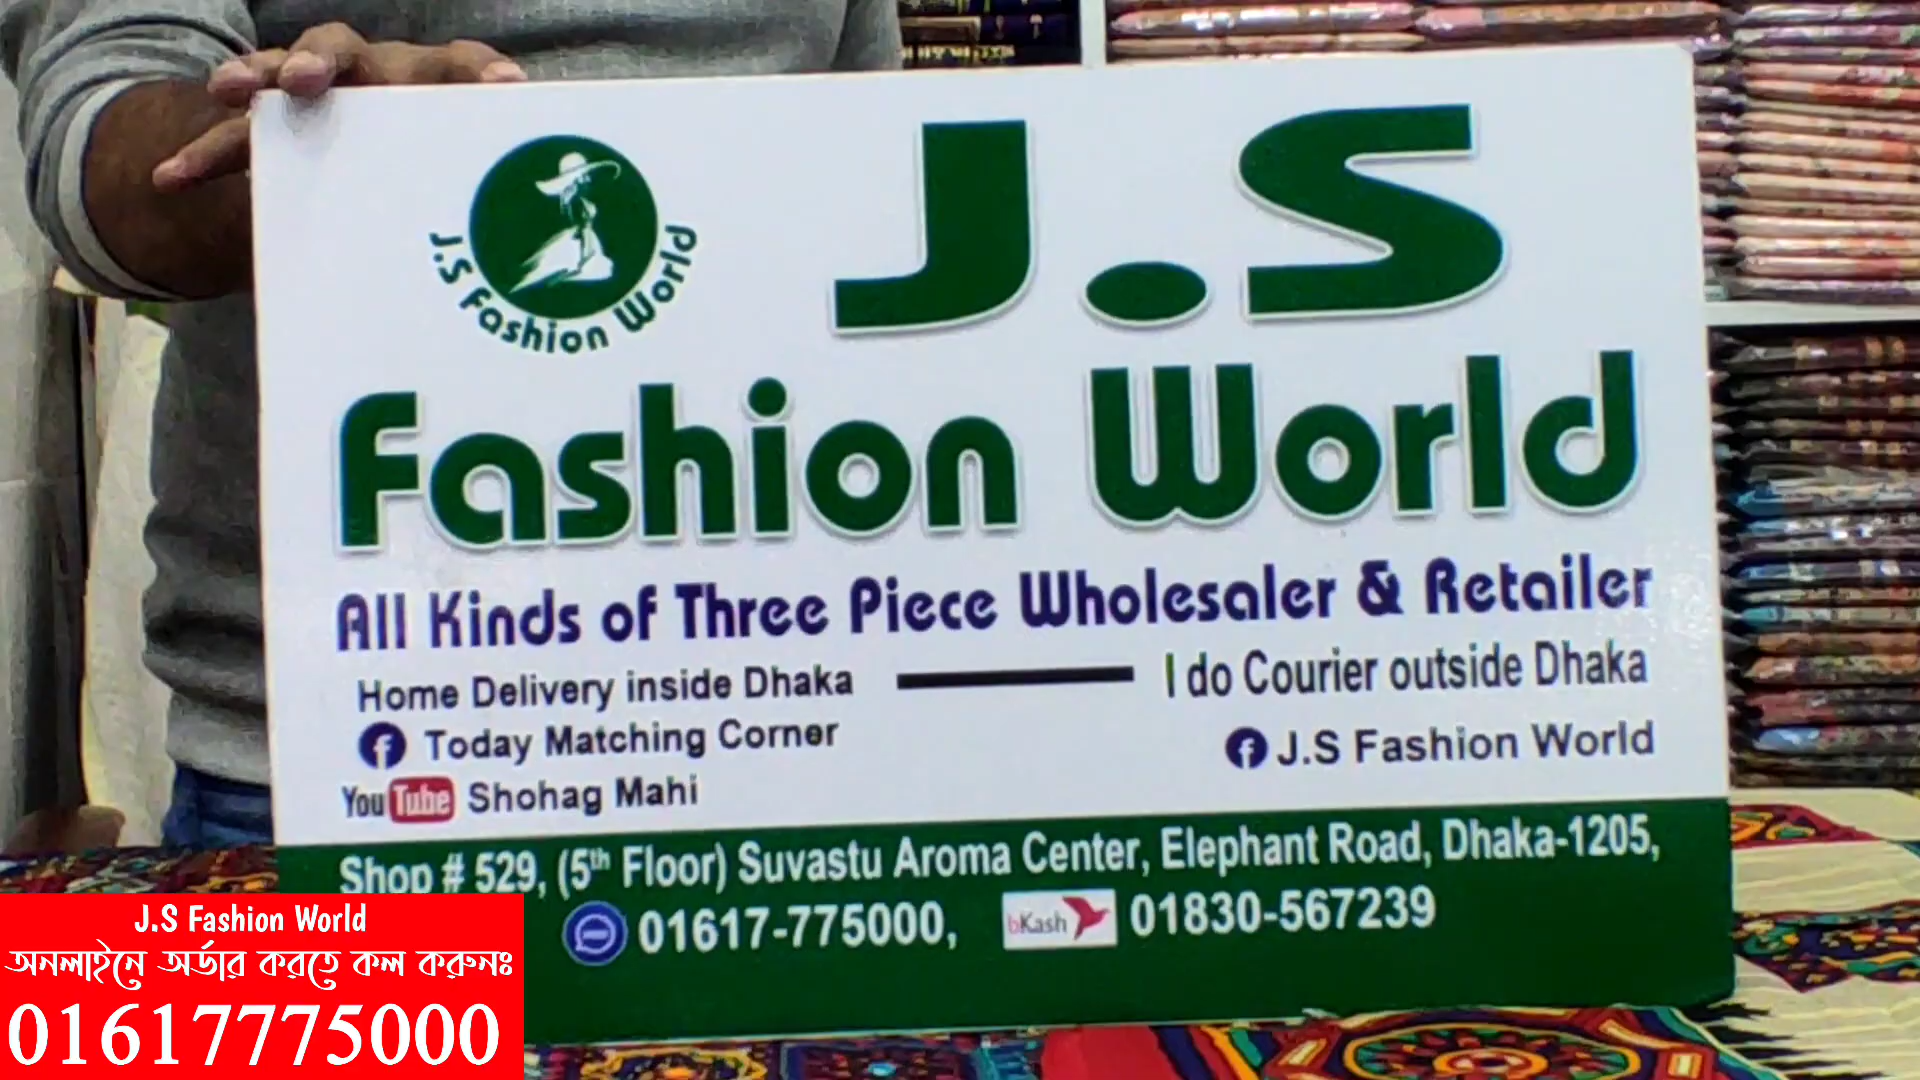 J.S Fashion World
J.S
Fashion World
All Kinds of Three Piece Wholesaler & Retailer
Home Delivery inside Dhaka
I do Courier outside Dhaka
Today Matching Corner
J.S Fashion World
YouTube Shohag Mahi
Shop # 529, (5th Floor) Suvastu Aroma Center, Elephant Road, Dhaka-1205,
01617-775000, bKash 01830-567239
J.S Fashion World
অনলাইনে অর্ডার করতে কল করুনঃ
01617775000